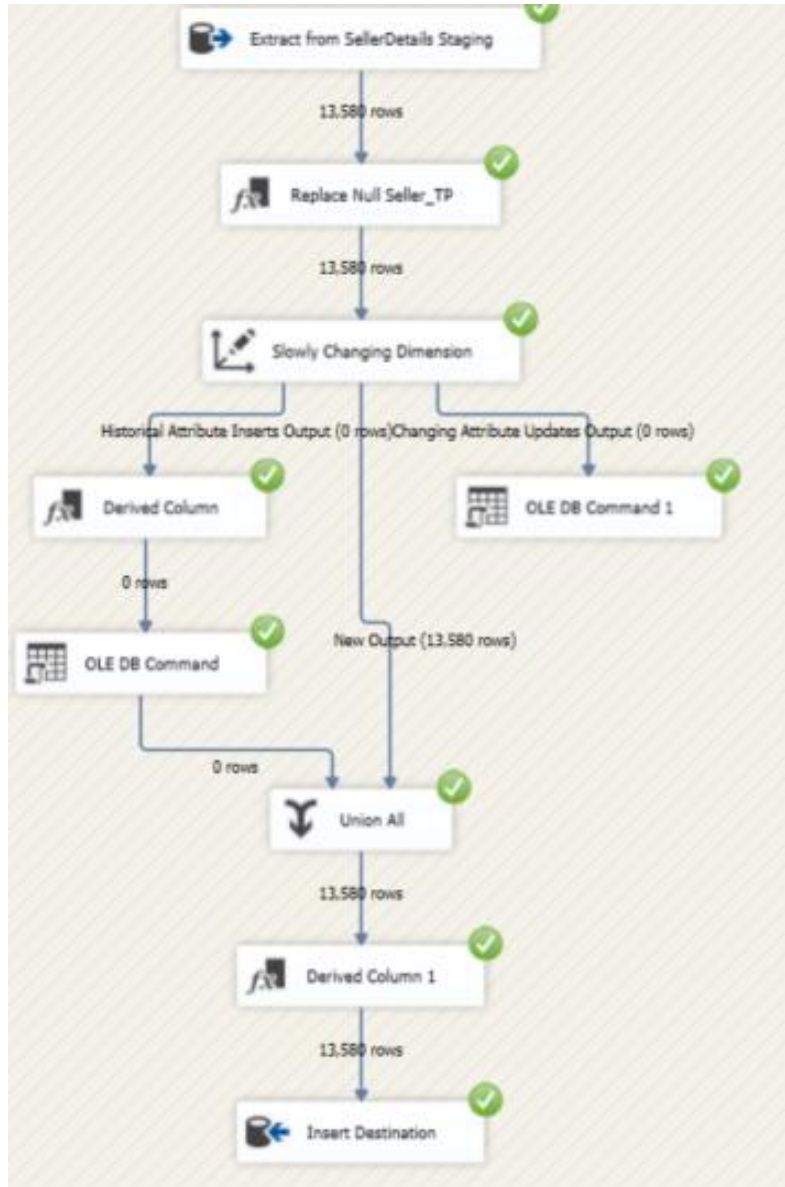 Extract from SellerDetails Staging
13,580 rows
Replace Null Seller_TP
13,580 rows
Slowly Changing Dimension
Historical Attribute Inserts Output (0 rows)
Changing Attribute Updates Output (0 rows)
Derived Column
OLE DB Command 1
0 rows
New Output (13,580 rows)
OLE DB Command
0 rows
Union All
13,580 rows
Derived Column 1
13,580 rows
Insert Destination